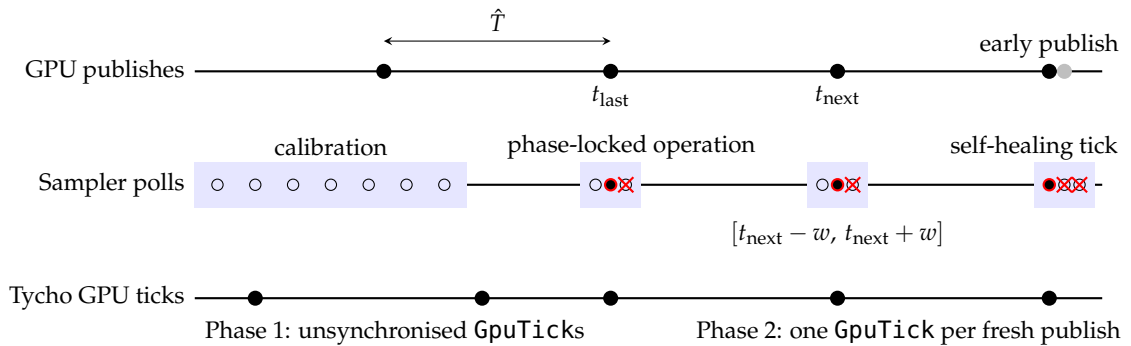 T̂
early publish
GPU publishes
t_last
t_next
calibration
phase-locked operation
self-healing tick
Sampler polls
[t_next − w, t_next + w]
Tycho GPU ticks
Phase 1: unsynchronised GpuTicks
Phase 2: one GpuTick per fresh publish